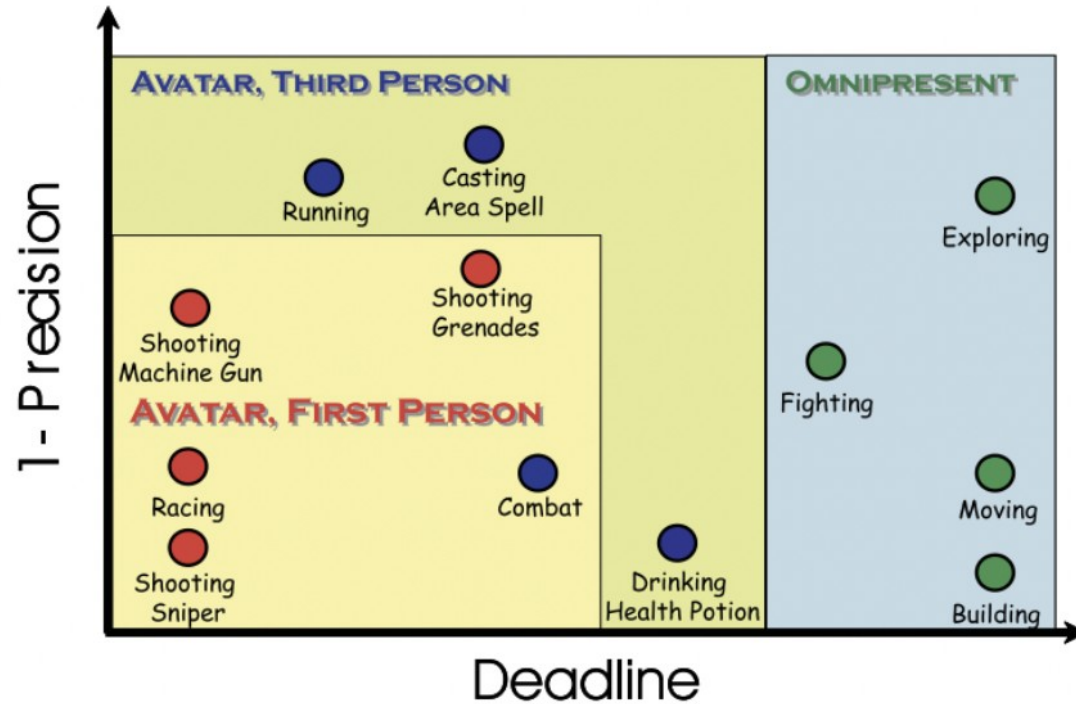 AVATAR, THIRD PERSON
OMNIPRESENT
Casting
Area Spell
Running
Exploring
Shooting
Grenades
Shooting
Machine Gun
Fighting
AVATAR, FIRST PERSON
Racing
Combat
Moving
Shooting
Sniper
Drinking
Health Potion
Building
1- Precision
Deadline